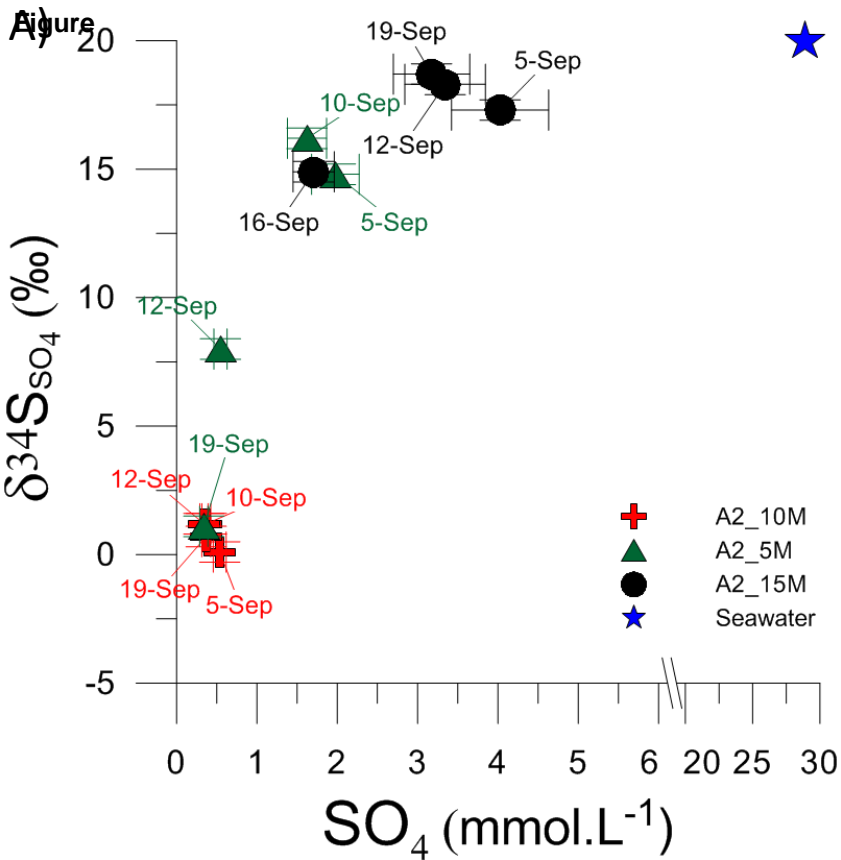 A)
Figure
20
15
10
5
0
-5
δ³⁴S_SO₄ (‰)
19-Sep
5-Sep
10-Sep
12-Sep
16-Sep
5-Sep
12-Sep
19-Sep
12-Sep
10-Sep
19-Sep
5-Sep
A2_10M
A2_5M
A2_15M
Seawater
0 1 2 3 4 5 6 20 25 30
SO₄ (mmol.L⁻¹)